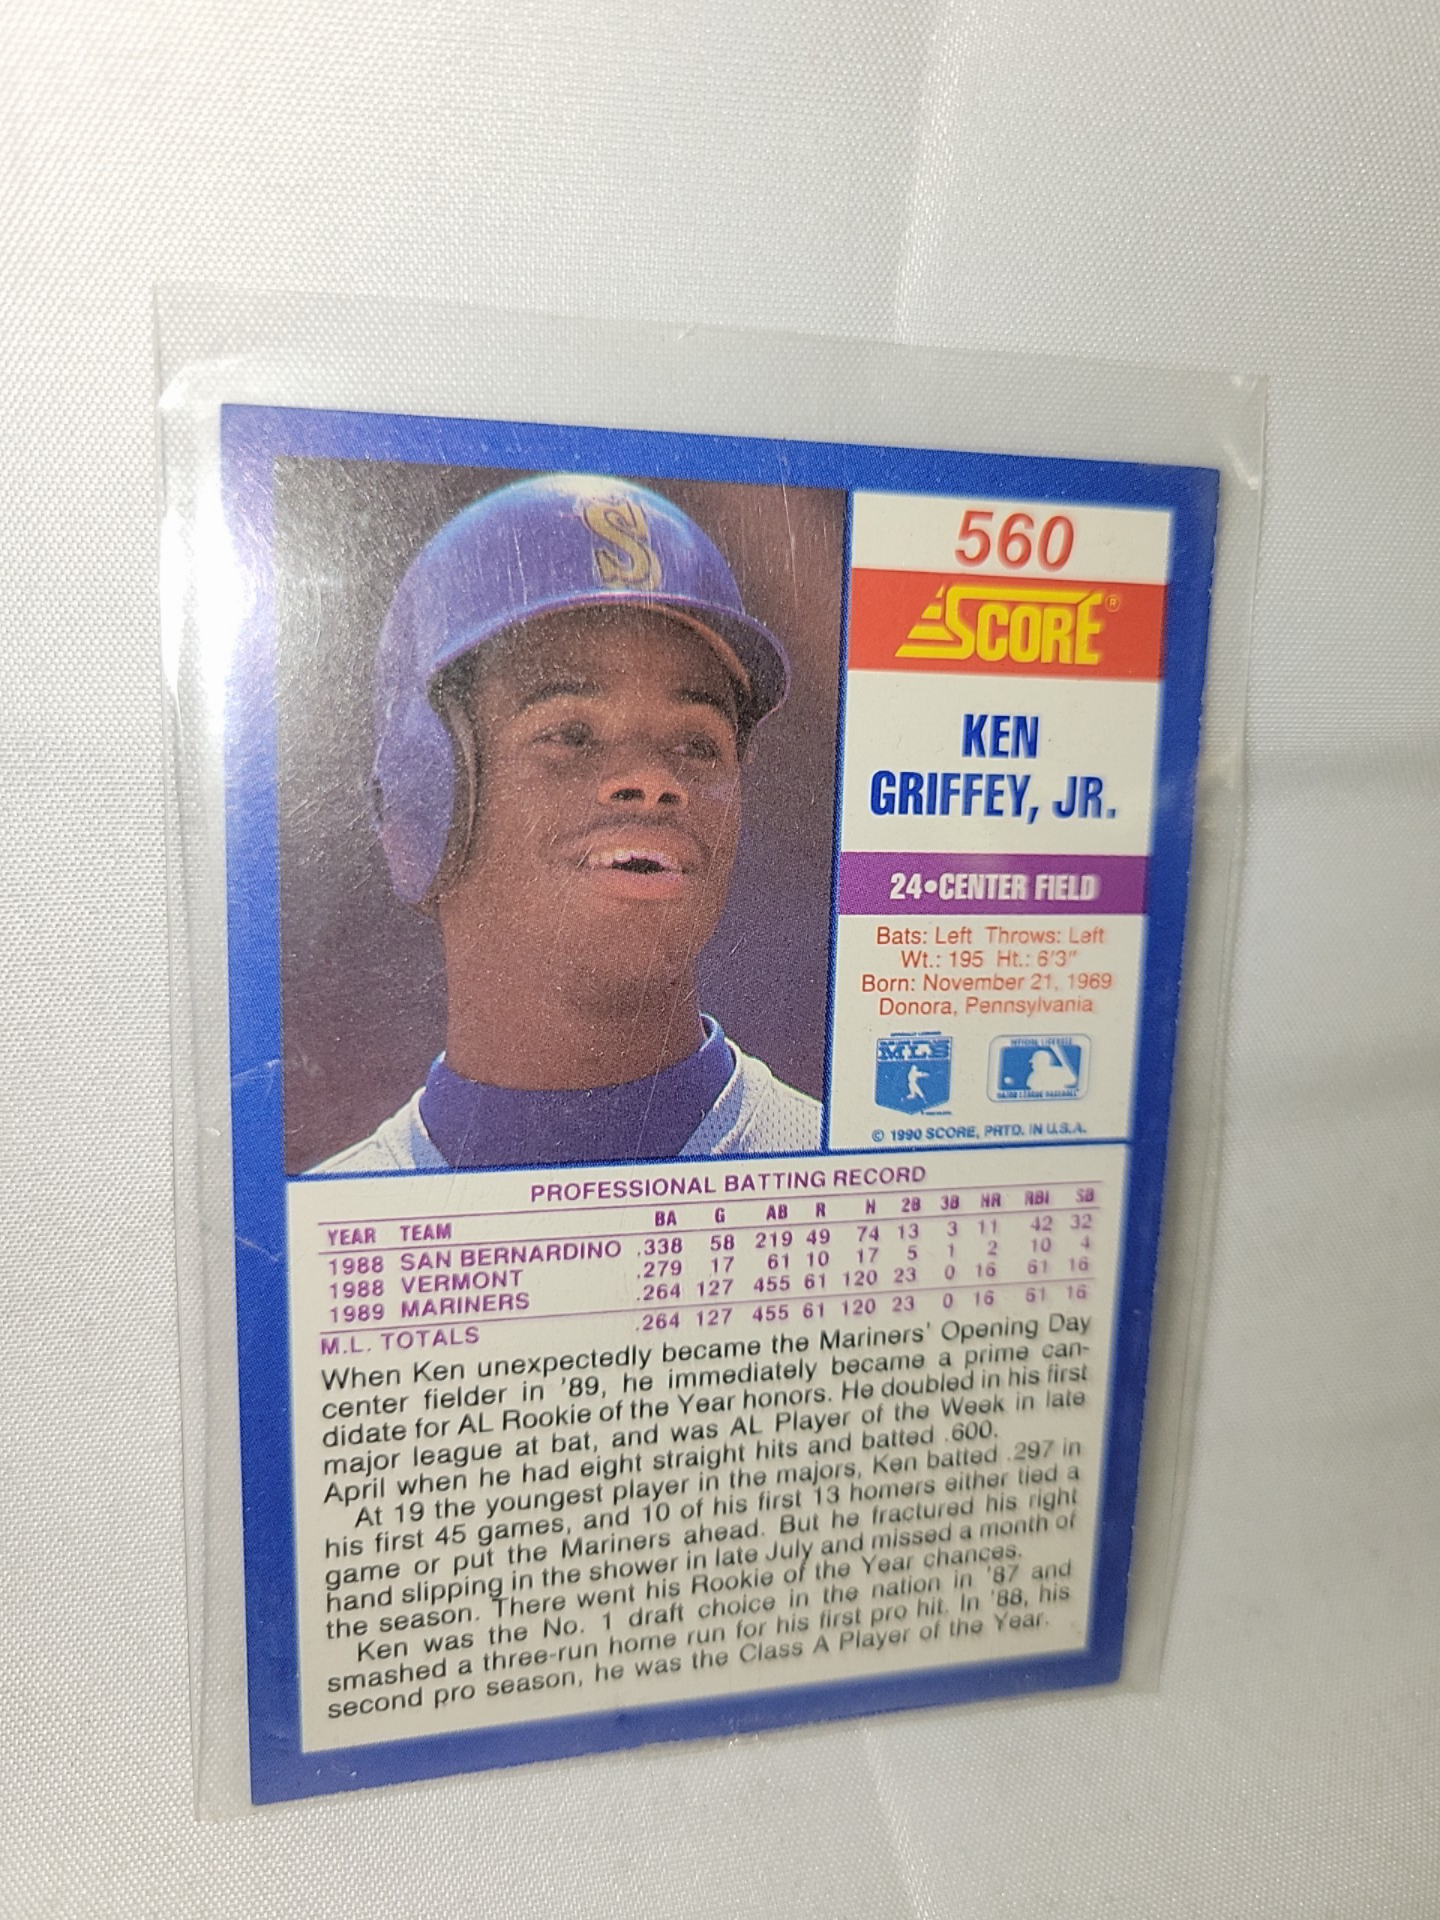 S
560
SCORE®
KEN
GRIFFEY, JR.
24•CENTER FIELD
Bats: Left Throws: Left
Wt.: 195 Ht.: 6'3"
Born: November 21, 1969
Donora, Pennsylvania
MLB
MAJOR LEAGUE BASEBALL
© 1990 SCORE, PRTD. IN U.S.A.
PROFESSIONAL BATTING RECORD
YEAR TEAM BA G AB R H 2B 3B HR RBI SB
1988 SAN BERNARDINO .338 58 219 49 74 13 3 11 42 32
1988 VERMONT .279 17 61 10 17 5 1 2 10 4
1989 MARINERS .264 127 455 61 120 23 0 16 61 16
M.L. TOTALS .264 127 455 61 120 23 0 16 61 16
When Ken unexpectedly became the Mariners' Opening Day
center fielder in '89, he immediately became a prime can-
didate for AL Rookie of the Year honors. He doubled in his first
major league at bat, and was AL Player of the Week in late
April when he had eight straight hits and batted .600.
At 19 the youngest player in the majors, Ken batted .297 in
his first 45 games, and 10 of his first 13 homers either tied a
game or put the Mariners ahead. But he fractured his right
hand slipping in the shower in late July and missed a month of
the season. There went his Rookie of the Year chances.
Ken was the No. 1 draft choice in the nation in '87 and
smashed a three-run home run for his first pro hit. In '88, his
second pro season, he was the Class A Player of the Year.